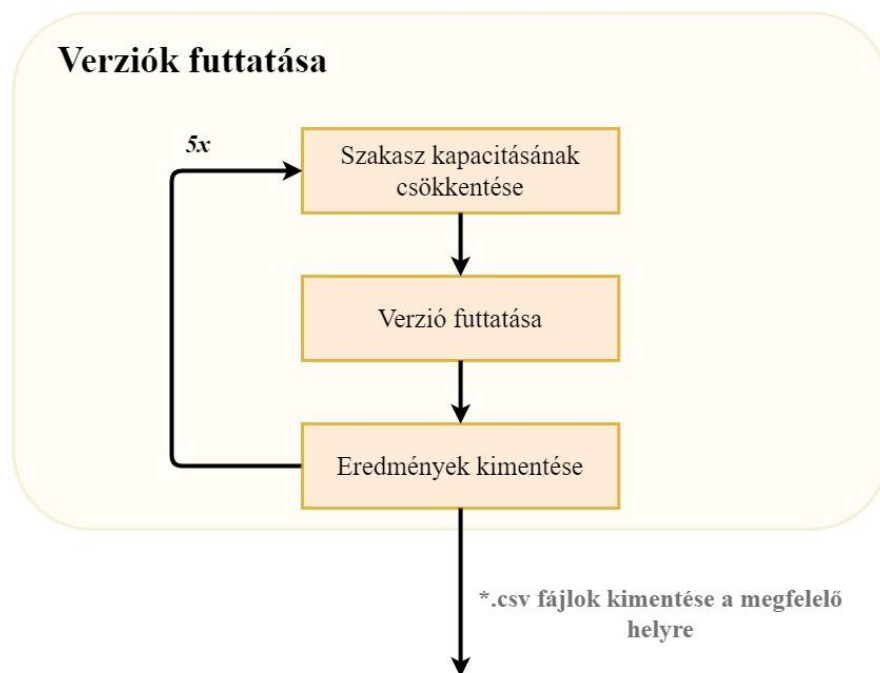 Verziók futtatása
5x
Szakasz kapacitásának
csökkentése
Verzió futtatása
Eredmények kimentése
*.csv fájlok kimentése a megfelelő
helyre